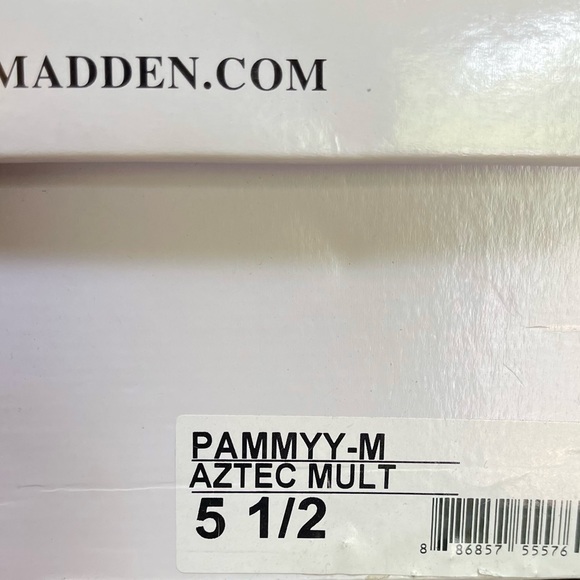 MADDEN.COM
PAMMYY-M
AZTEC MULT
5 1/2
8 86857 55576